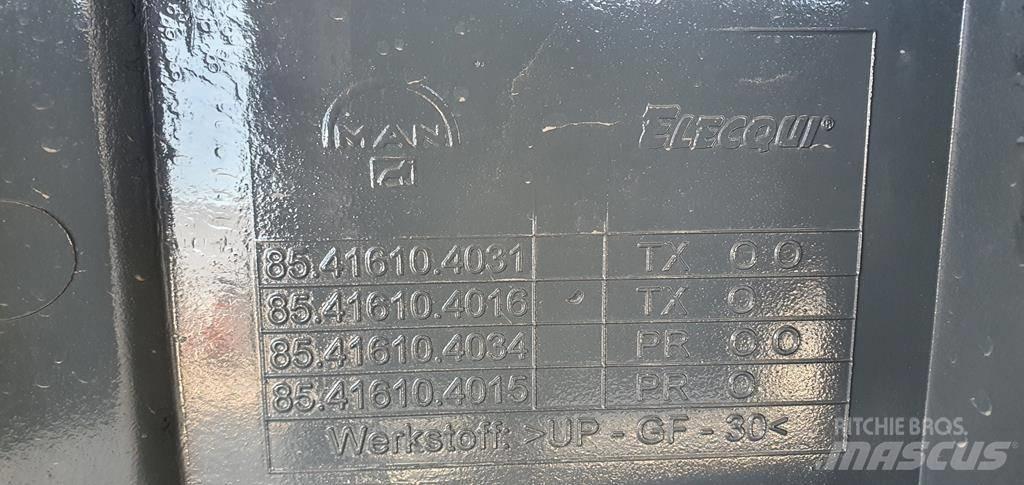 MAN
ELECQUI®
85.41610.4031 TX O O
85.41610.4016 TX O
85.41610.4034 PR O O
85.41610.4015 PR O
Werkstoff: >UP - GF - 30<
RITCHIE BROS.
MASCUS